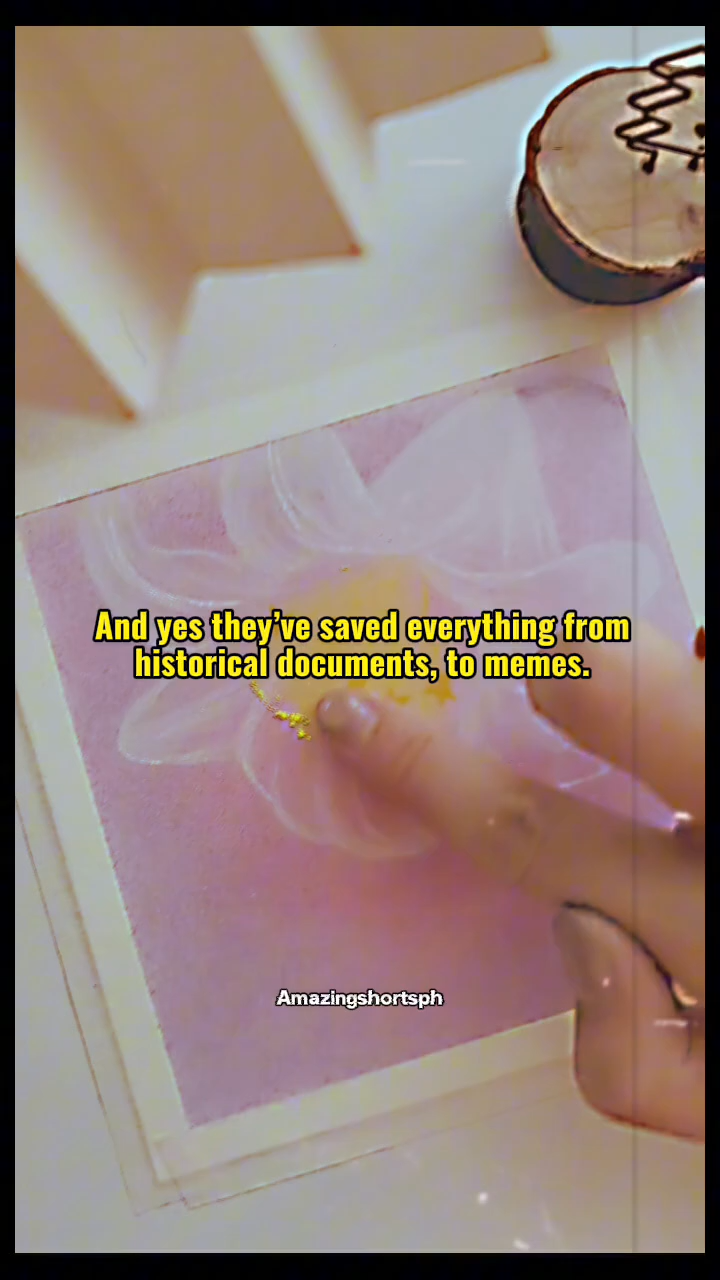 And yes they've saved everything from
historical documents, to memes.
Amazingshortsph